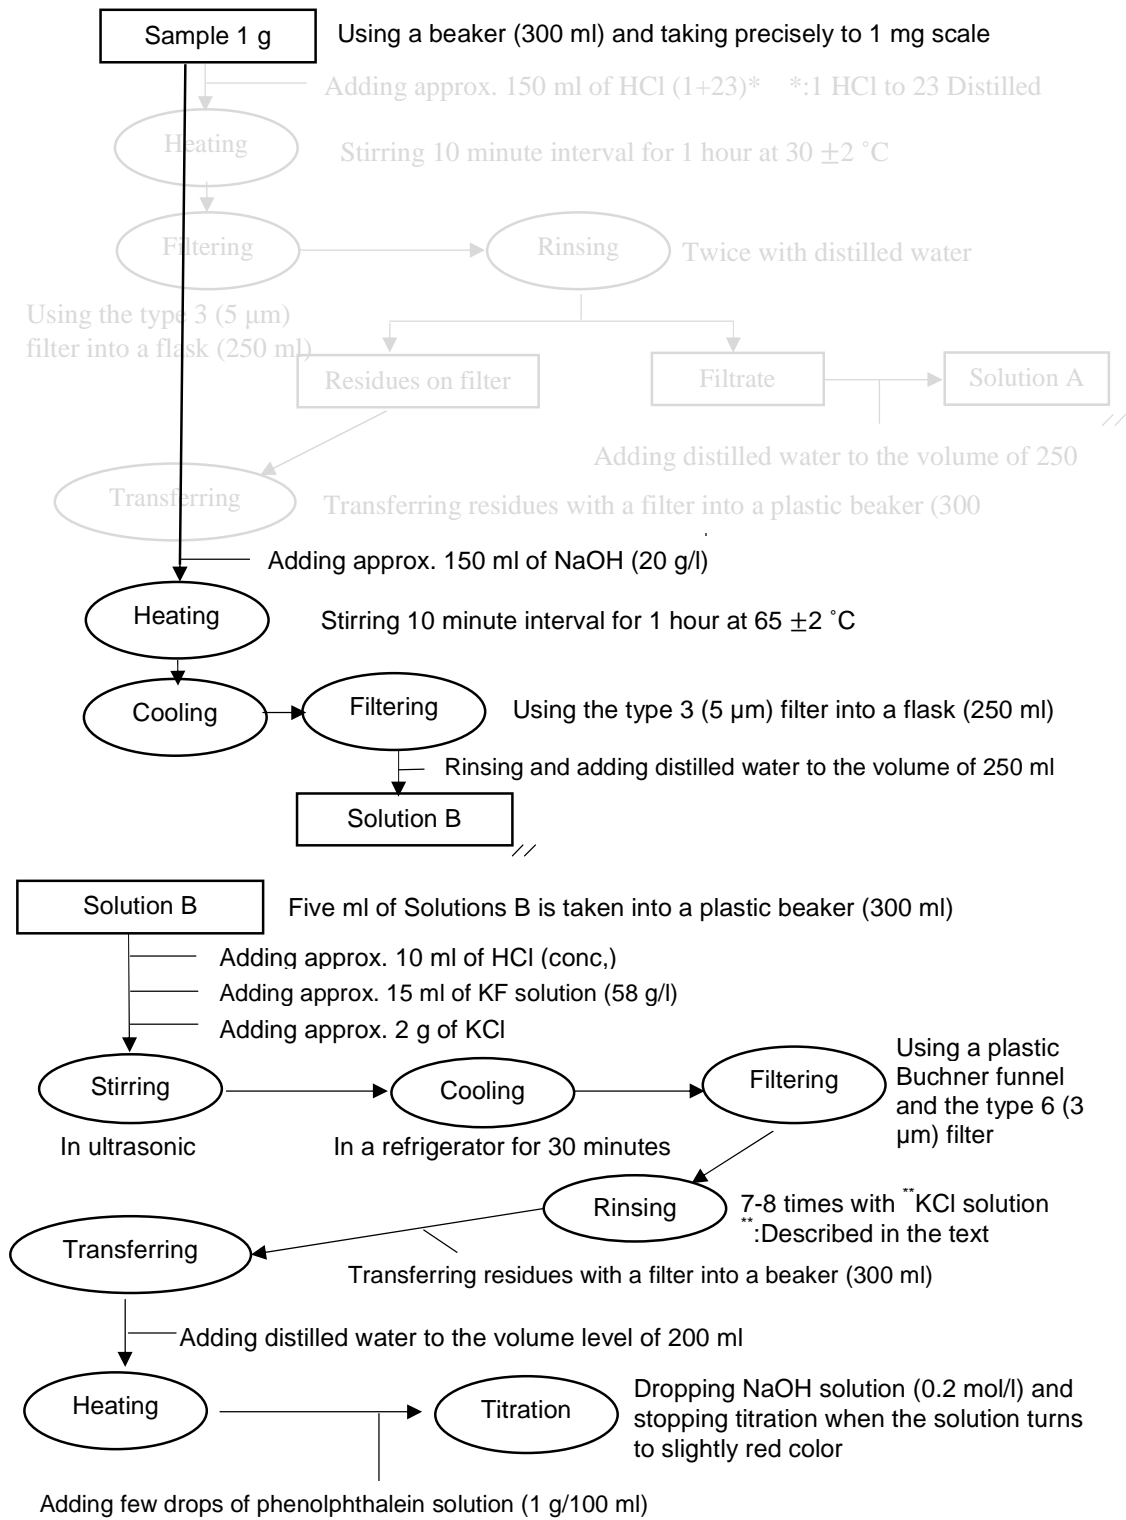 Sample 1 g
Using a beaker (300 ml) and taking precisely to 1 mg scale
Adding approx. 150 ml of HCl (1+23)* *:1 HCl to 23 Distilled
Heating
Stirring 10 minute interval for 1 hour at 30 ±2 ˚C
Filtering
Rinsing
Twice with distilled water
Using the type 3 (5 μm)
filter into a flask (250 ml)
Residues on filter
Filtrate
Solution A
Adding distilled water to the volume of 250
Transferring
Transferring residues with a filter into a plastic beaker (300
Adding approx. 150 ml of NaOH (20 g/l)
Heating
Stirring 10 minute interval for 1 hour at 65 ±2 ˚C
Cooling
Filtering
Using the type 3 (5 μm) filter into a flask (250 ml)
Rinsing and adding distilled water to the volume of 250 ml
Solution B
Solution B
Five ml of Solutions B is taken into a plastic beaker (300 ml)
Adding approx. 10 ml of HCl (conc,)
Adding approx. 15 ml of KF solution (58 g/l)
Adding approx. 2 g of KCl
Stirring
In ultrasonic
Cooling
In a refrigerator for 30 minutes
Filtering
Using a plastic
Buchner funnel
and the type 6 (3
μm) filter
Rinsing
7-8 times with **KCl solution
**:Described in the text
Transferring
Transferring residues with a filter into a beaker (300 ml)
Adding distilled water to the volume level of 200 ml
Heating
Titration
Dropping NaOH solution (0.2 mol/l) and
stopping titration when the solution turns
to slightly red color
Adding few drops of phenolphthalein solution (1 g/100 ml)